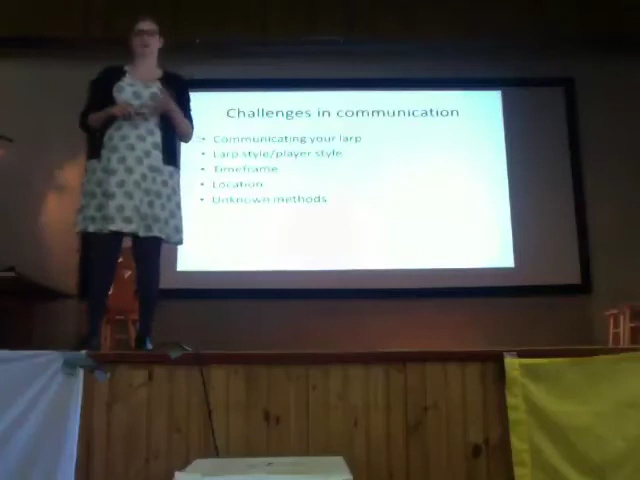 Challenges in communication
• Communicating your larp
• Larp style/player style
• Timeframe
• Location
• Unknown methods